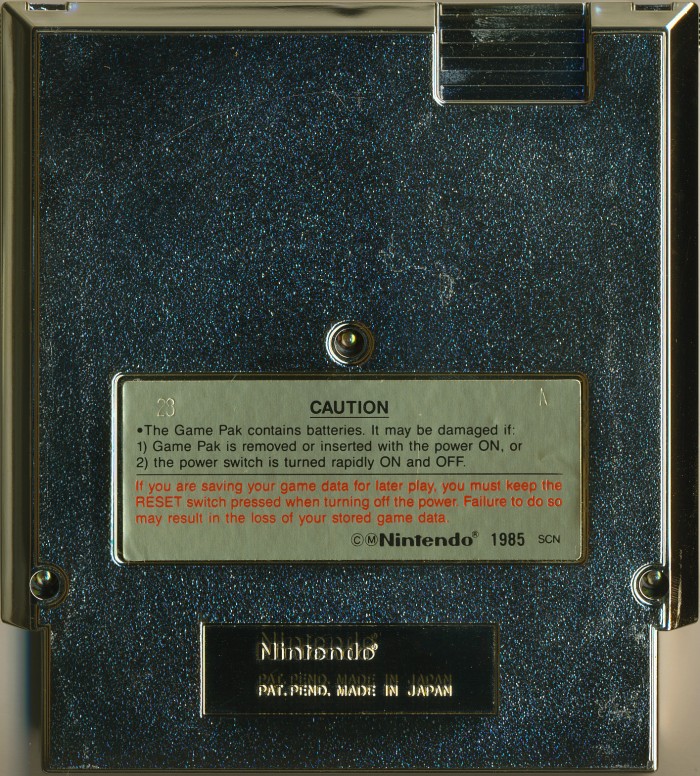 23 A
CAUTION
•The Game Pak contains batteries. It may be damaged if:
1) Game Pak is removed or inserted with the power ON, or
2) the power switch is turned rapidly ON and OFF.
If you are saving your game data for later play, you must keep the
RESET switch pressed when turning off the power. Failure to do so
may result in the loss of your stored game data.
©Ⓜ Nintendo® 1985 SCN
Nintendo®
PAT. PEND. MADE IN JAPAN